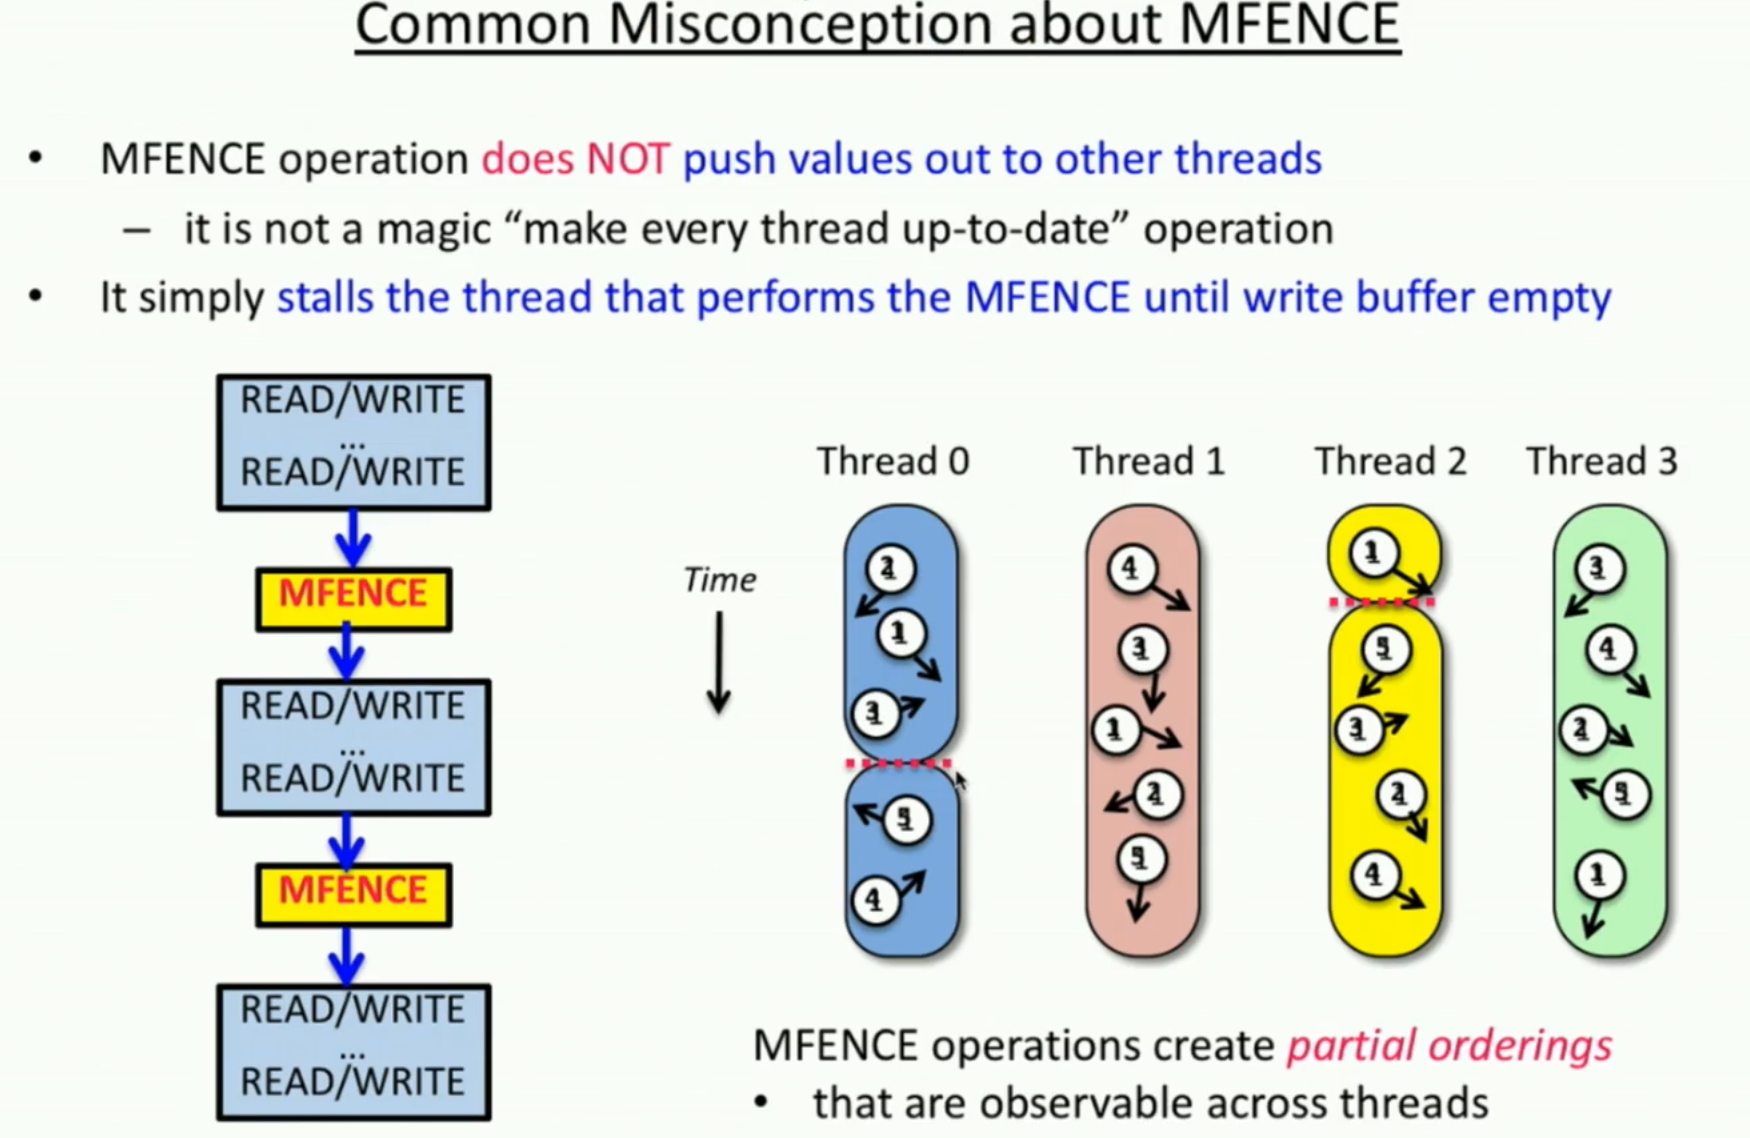 Common Misconception about MFENCE
• MFENCE operation does NOT push values out to other threads
– it is not a magic “make every thread up-to-date” operation
• It simply stalls the thread that performs the MFENCE until write buffer empty
READ/WRITE
...
READ/WRITE
MFENCE
READ/WRITE
...
READ/WRITE
MFENCE
READ/WRITE
...
READ/WRITE
Time
Thread 0
2
1
3
5
4
Thread 1
4
3
1
2
5
Thread 2
1
5
3
2
4
Thread 3
3
4
2
5
1
MFENCE operations create partial orderings
• that are observable across threads